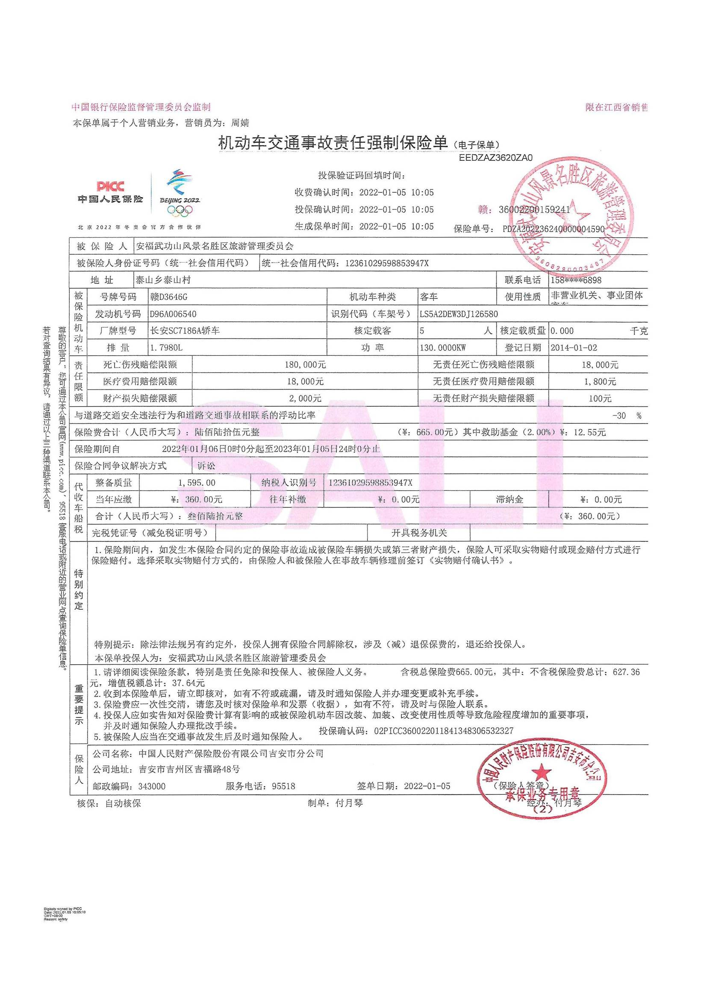 中国银行保险监督管理委员会监制
限在江西省销售
本保单属于个人营销业务，营销员为：周婧
机动车交通事故责任强制保险单（电子保单）
EEDZAZ3620ZA0
PICC
中国人民保险
BEIJING 2022
北京2022年冬奥会官方合作伙伴
投保验证码回填时间：
收费确认时间：2022-01-05 10:05
投保确认时间：2022-01-05 10:05
赣：36002200159241
生成保单时间：2022-01-05 10:05
保险单号：PDZA202236240000004590
安福武功山风景名胜区旅游管理委员会
3608290003467
被保险人 安福武功山风景名胜区旅游管理委员会
被保险人身份证号码（统一社会信用代码） 统一社会信用代码：12361029598853947X
地址 泰山乡泰山村 联系电话 158****6898
被保险机动车
号牌号码 赣D3646G 机动车种类 客车 使用性质 非营业机关、事业团体
发动机号码 D96A006540 识别代码（车架号） LS5A2DEW3DJ126580
厂牌型号 长安SC7186A轿车 核定载客 5 人 核定载质量 0.000 千克
排量 1.7980L 功率 130.0000KW 登记日期 2014-01-02
责任限额
死亡伤残赔偿限额 180,000元 无责任死亡伤残赔偿限额 18,000元
医疗费用赔偿限额 18,000元 无责任医疗费用赔偿限额 1,800元
财产损失赔偿限额 2,000元 无责任财产损失赔偿限额 100元
与道路交通安全违法行为和道路交通事故相联系的浮动比率 -30 %
保险费合计（人民币大写）：陆佰陆拾伍元整 （¥：665.00元）其中救助基金（2.00%）¥：12.55元
保险期间自 2022年01月06日0时0分起至2023年01月05日24时0分止
保险合同争议解决方式 诉讼
SALI
代收车船税
整备质量 1,595.00 纳税人识别号 12361029598853947X
当年应缴 ¥：360.00元 往年补缴 ¥：0.00元 滞纳金 ¥：0.00元
合计（人民币大写）：叁佰陆拾元整 （¥：360.00元）
完税凭证号（减免税证明号） 开具税务机关
特别约定
1.保险期间内，如发生本保险合同约定的保险事故造成被保险车辆损失或第三者财产损失，保险人可采取实物赔付或现金赔付方式进行
保险赔付。选择采取实物赔付方式的，由保险人和被保险人在事故车辆修理前签订《实物赔付确认书》。
特别提示：除法律法规另有约定外，投保人拥有保险合同解除权，涉及（减）退保保费的，退还给投保人。
本保单投保人为：安福武功山风景名胜区旅游管理委员会
重要提示
1.请详细阅读保险条款，特别是责任免除和投保人、被保险人义务。 含税总保险费665.00元，其中：不含税保险费总计：627.36
元，增值税额总计：37.64元
2.收到本保险单后，请立即核对，如有不符或疏漏，请及时通知保险人并办理变更或补充手续。
3.保险费应一次性交清，请您及时核对保险单和发票（收据），如有不符，请及时与保险人联系。
4.投保人应如实告知对保险费计算有影响的或被保险机动车因改装、加装、改变使用性质等导致危险程度增加的重要事项，
并及时通知保险人办理批改手续。
投保确认码：02PICC360022011841348306532327
5.被保险人应当在交通事故发生后及时通知保险人。
保险人
公司名称：中国人民财产保险股份有限公司吉安市分公司
公司地址：吉安市吉州区吉福路48号
邮政编码：343000 服务电话：95518 签单日期：2022-01-05 （保险人签章）
中国人民财产保险股份有限公司吉安市分公司
承保业务专用章
（2）
核保：自动核保 制单：付月琴 经办：付月琴
尊敬的客户，您可通过本公司官网(www.picc.com)、95518客服电话或附近的营业网点查询保险单信息。
若对查询结果有异议，请通过以上三种渠道联系本公司。
Digitally signed by PICC
Date: 2022.01.05 10:05:19
GMT+08:00
Reason: safety